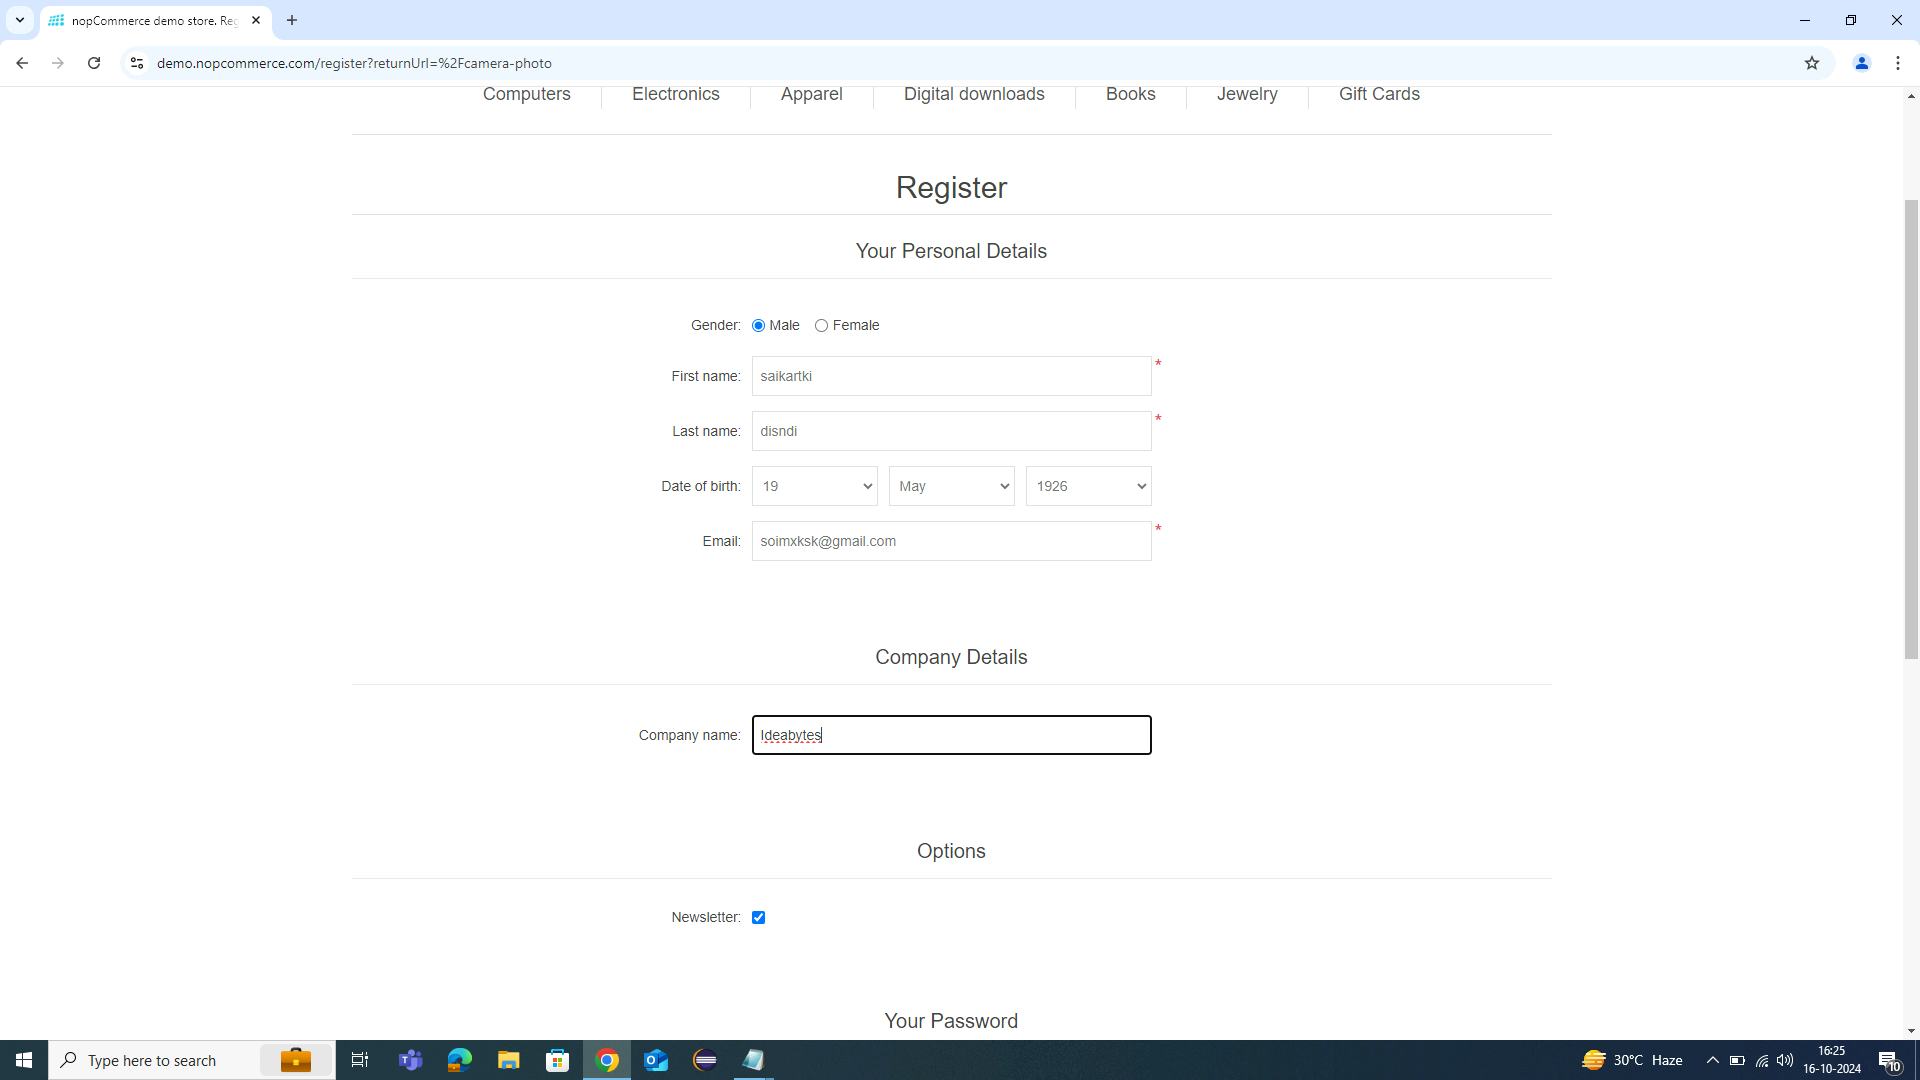 nopCommerce demo store. Reg
demo.nopcommerce.com/register?returnUrl=%2Fcamera-photo
Computers Electronics Apparel Digital downloads Books Jewelry Gift Cards
Register
Your Personal Details
Gender: Male Female
First name: saikartki *
Last name: disndi *
Date of birth: 19 May 1926
Email: soimxksk@gmail.com *
Company Details
Company name: Ideabytes
Options
Newsletter:
Your Password
Type here to search
30°C Haze
16:25
16-10-2024
10